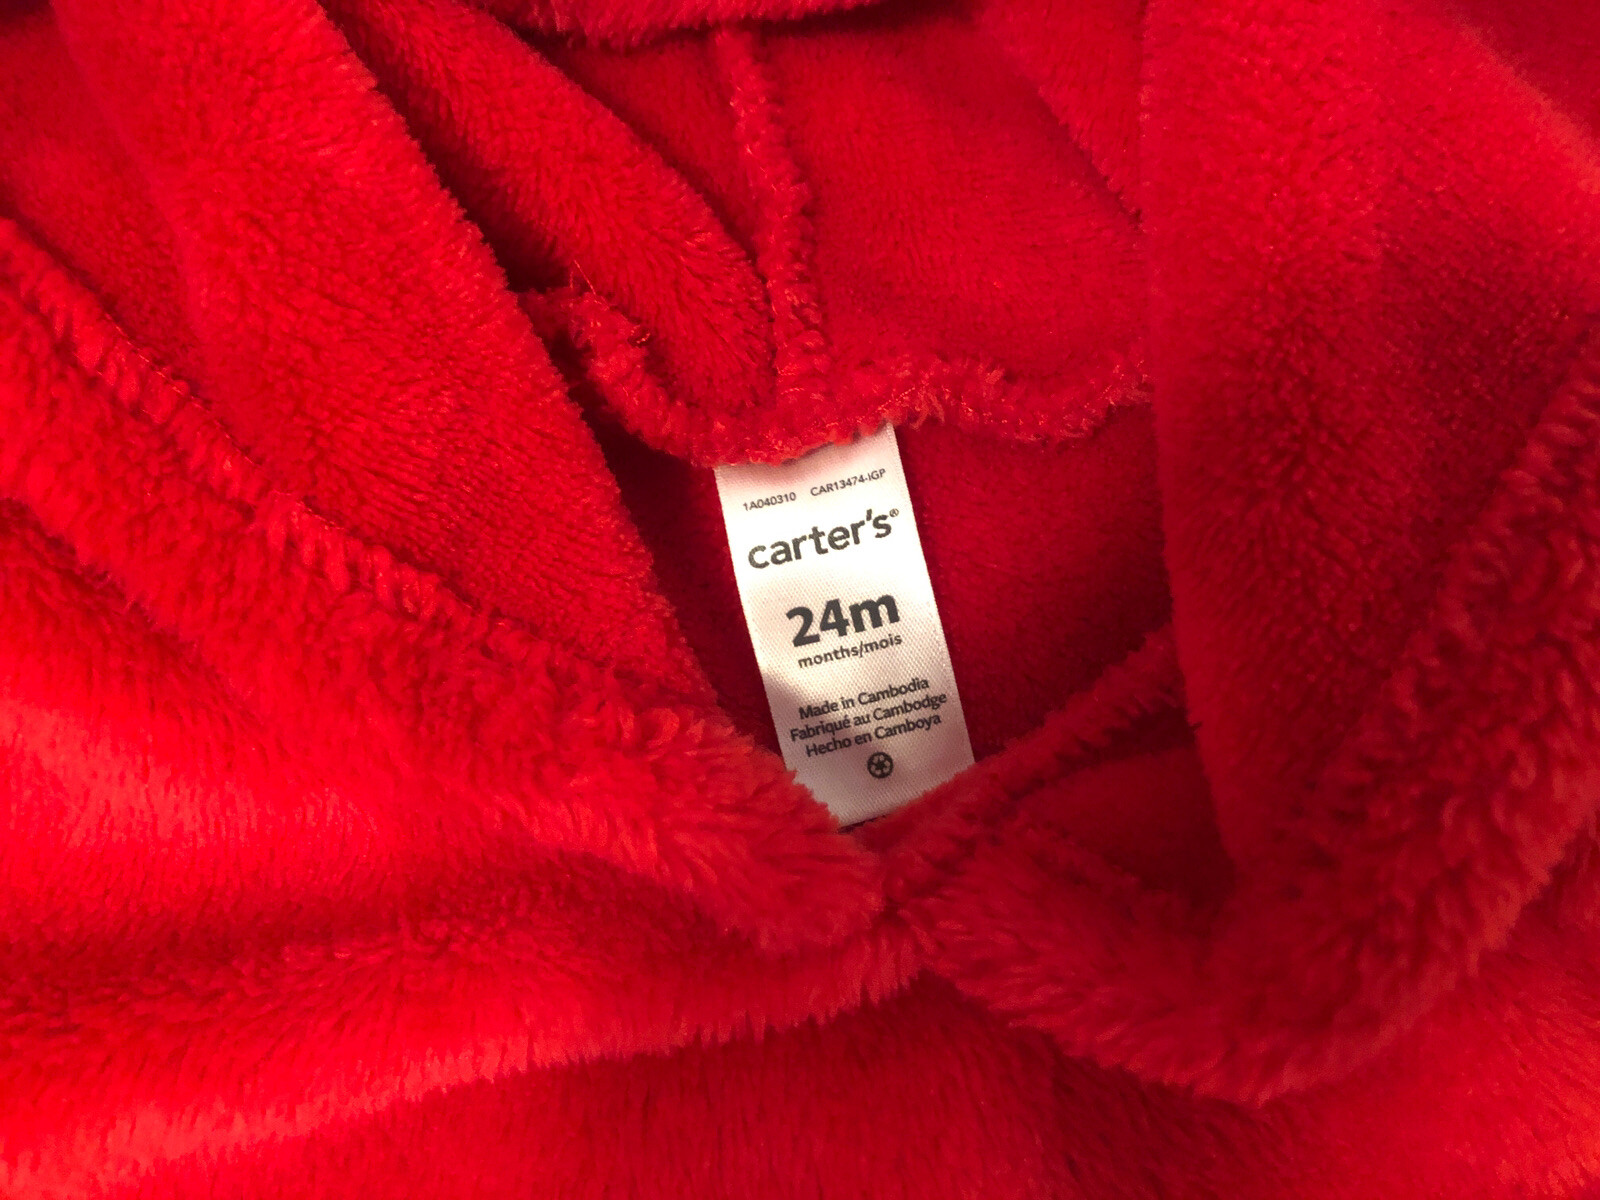 1A040310 CAR13474-IGP
carter's®
24m
months/mois
Made in Cambodia
Fabriqué au Cambodge
Hecho en Camboya